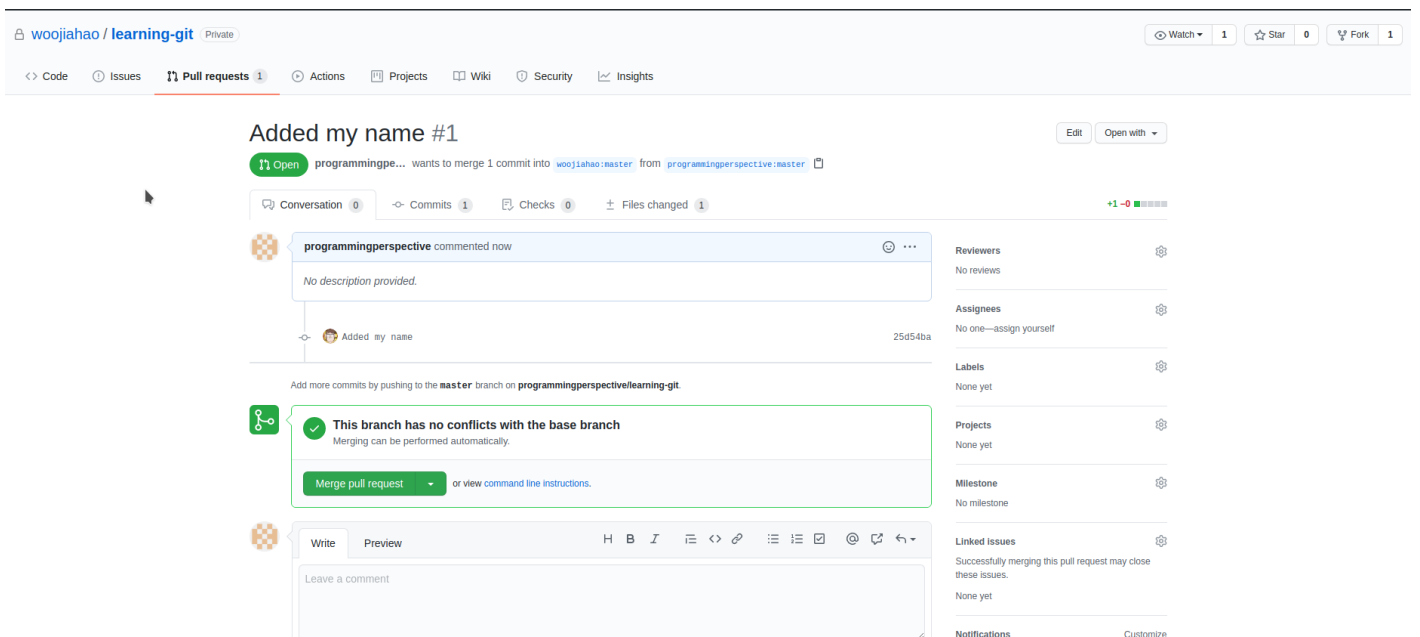 woojiahao / learning-git Private
Watch 1 Star 0 Fork 1
Code Issues Pull requests 1 Actions Projects Wiki Security Insights
Added my name #1
Edit Open with
Open programmingpe... wants to merge 1 commit into woojiahao:master from programmingperspective:master
Conversation 0 Commits 1 Checks 0 Files changed 1
+1 −0
programmingperspective commented now
No description provided.
Added my name 25d54ba
Add more commits by pushing to the master branch on programmingperspective/learning-git.
This branch has no conflicts with the base branch
Merging can be performed automatically.
Merge pull request or view command line instructions.
Write Preview
H B I
Leave a comment
Reviewers
No reviews
Assignees
No one—assign yourself
Labels
None yet
Projects
None yet
Milestone
No milestone
Linked issues
Successfully merging this pull request may close
these issues.
None yet
Notifications Customize